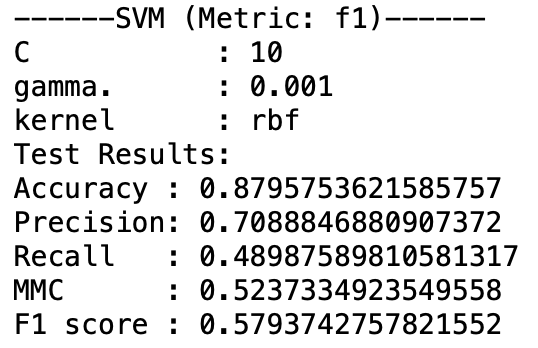 ------SVM (Metric: f1)------
C           : 10
gamma.      : 0.001
kernel      : rbf
Test Results:
Accuracy : 0.8795753621585757
Precision: 0.7088846880907372
Recall   : 0.48987589810581317
MMC      : 0.5237334923549558
F1 score : 0.5793742757821552